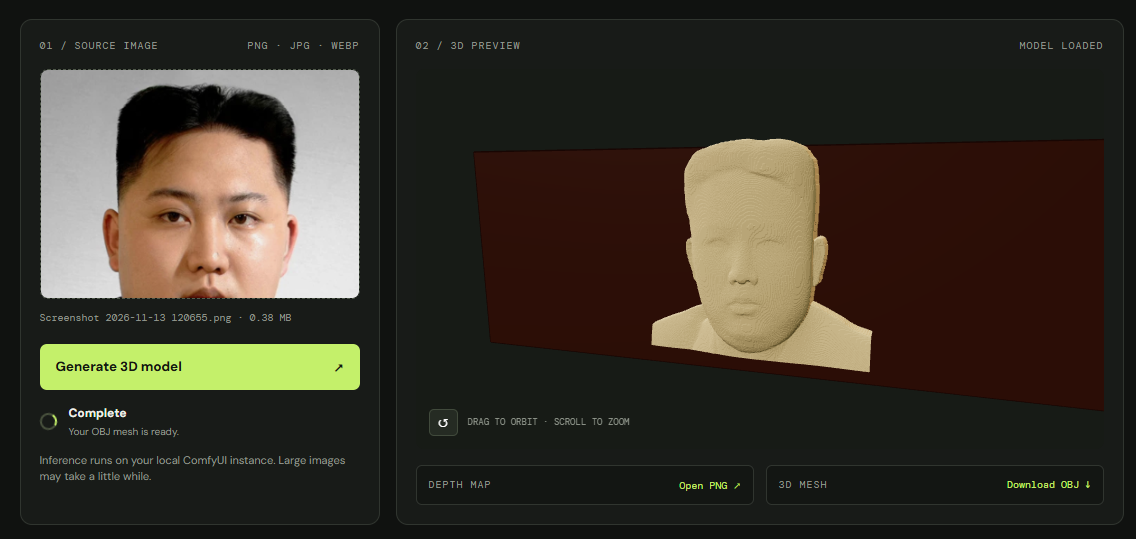 01 / SOURCE IMAGE
PNG · JPG · WEBP
Screenshot 2026-11-13 120655.png · 0.38 MB
Generate 3D model ↗
Complete
Your OBJ mesh is ready.
Inference runs on your local ComfyUI instance. Large images
may take a little while.
02 / 3D PREVIEW
MODEL LOADED
DRAG TO ORBIT · SCROLL TO ZOOM
DEPTH MAP
Open PNG ↗
3D MESH
Download OBJ ↓